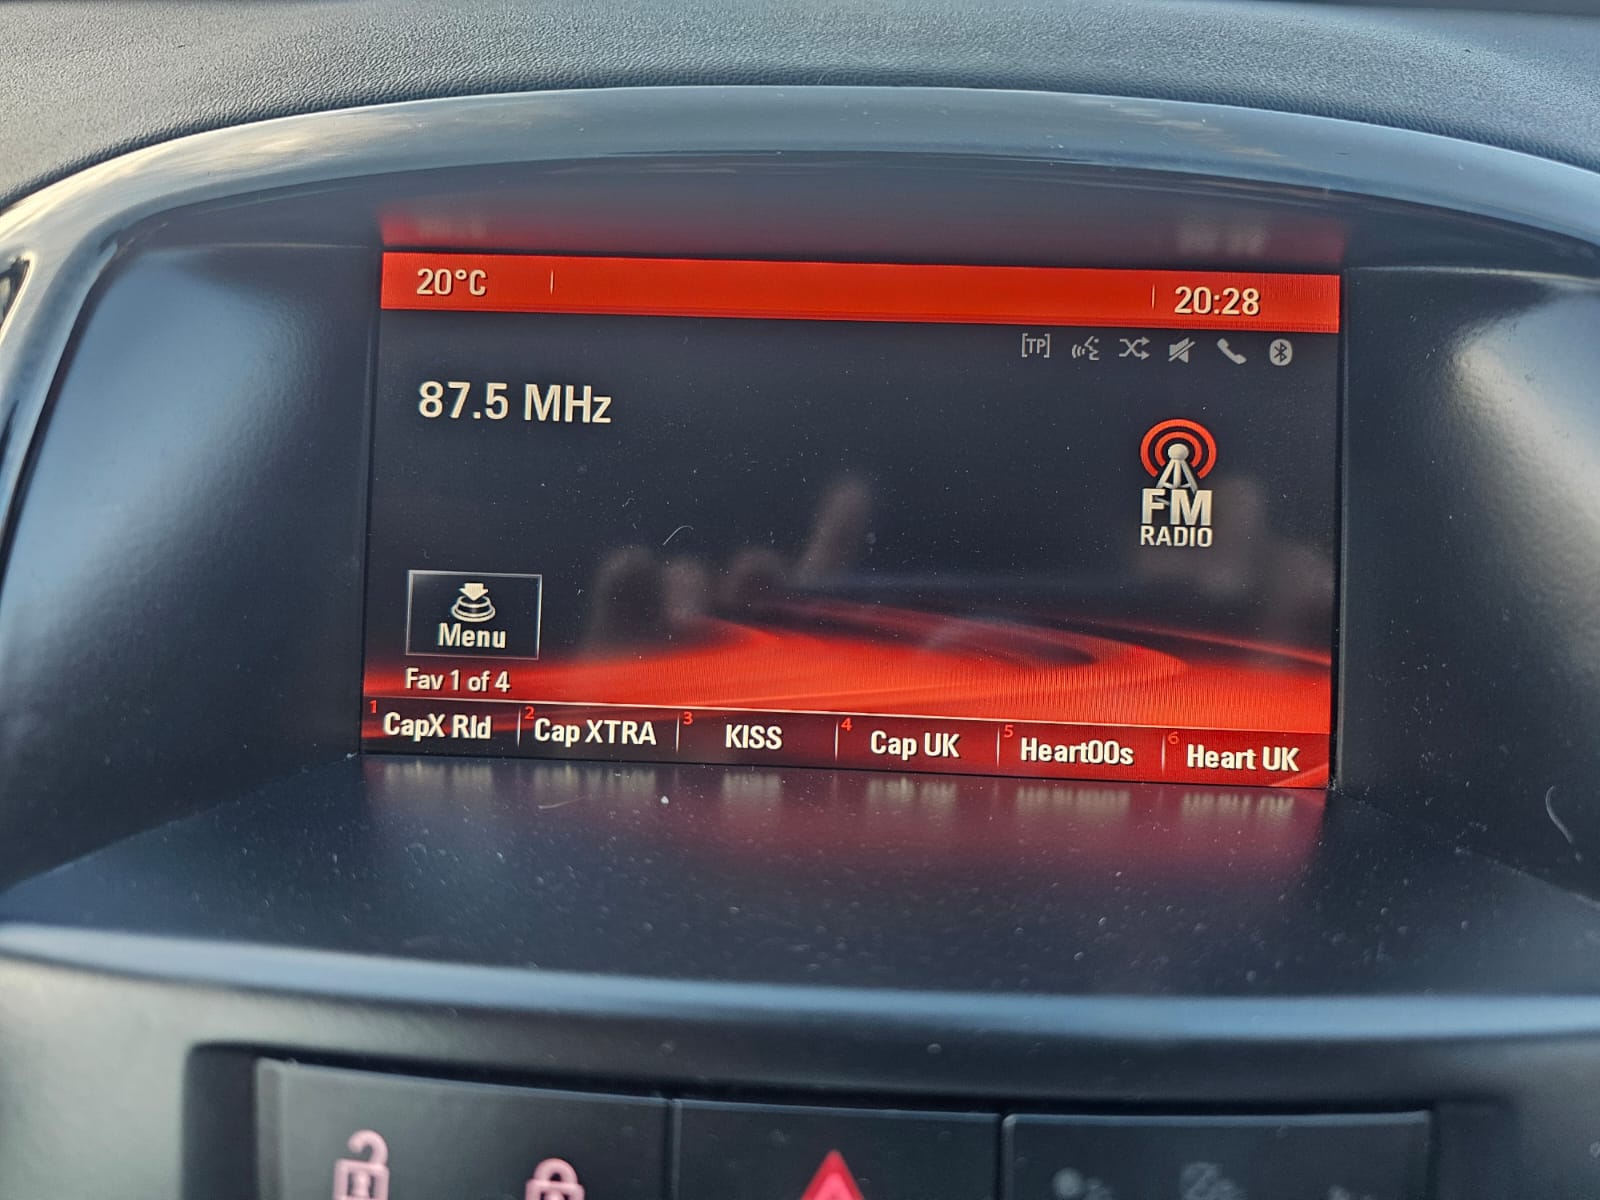 20°C 20:28
[TP]
87.5 MHz
FM
RADIO
Menu
Fav 1 of 4
1 CapX Rld 2 Cap XTRA 3 KISS 4 Cap UK 5 Heart00s 6 Heart UK